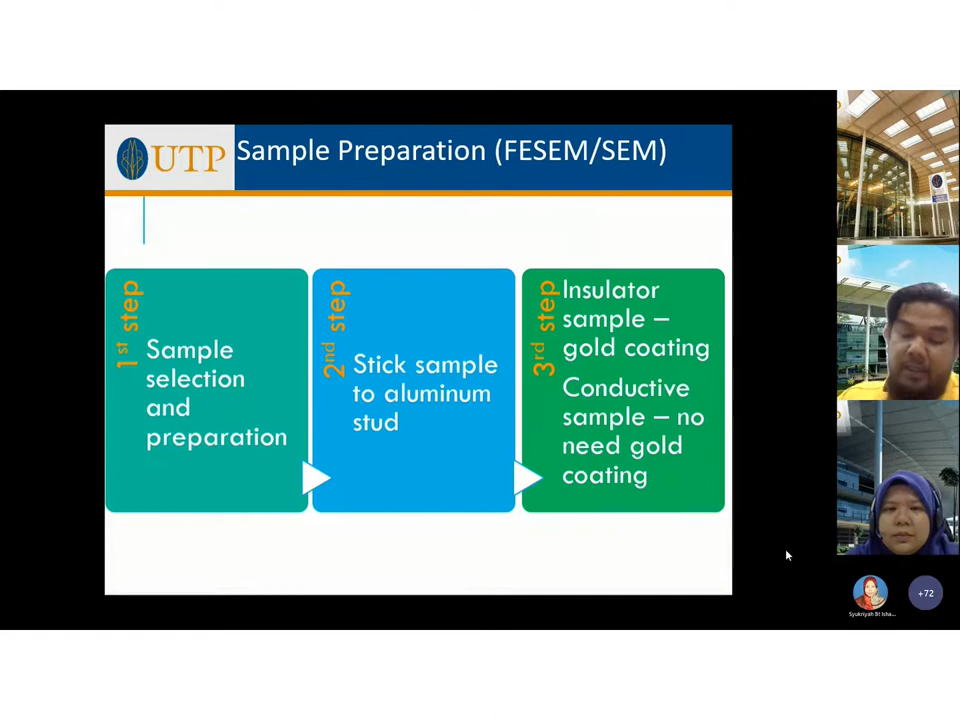 UTP
Sample Preparation (FESEM/SEM)
1st step
Sample
selection
and
preparation
2nd step
Stick sample
to aluminum
stud
3rd step
Insulator
sample –
gold coating
Conductive
sample – no
need gold
coating
Syukriyah Bt Isha...
+72